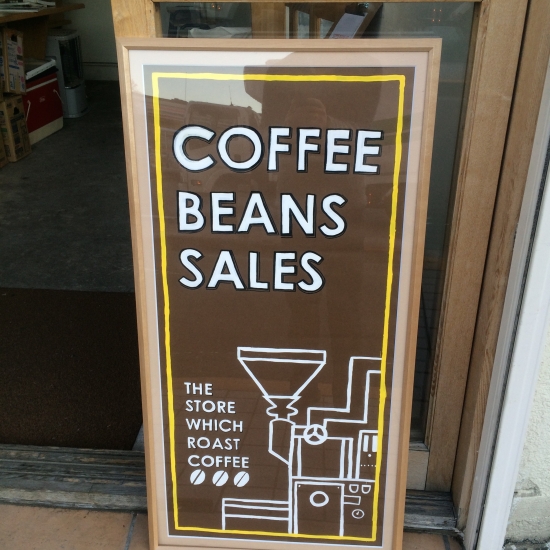 COFFEE
BEANS
SALES
THE
STORE
WHICH
ROAST
COFFEE